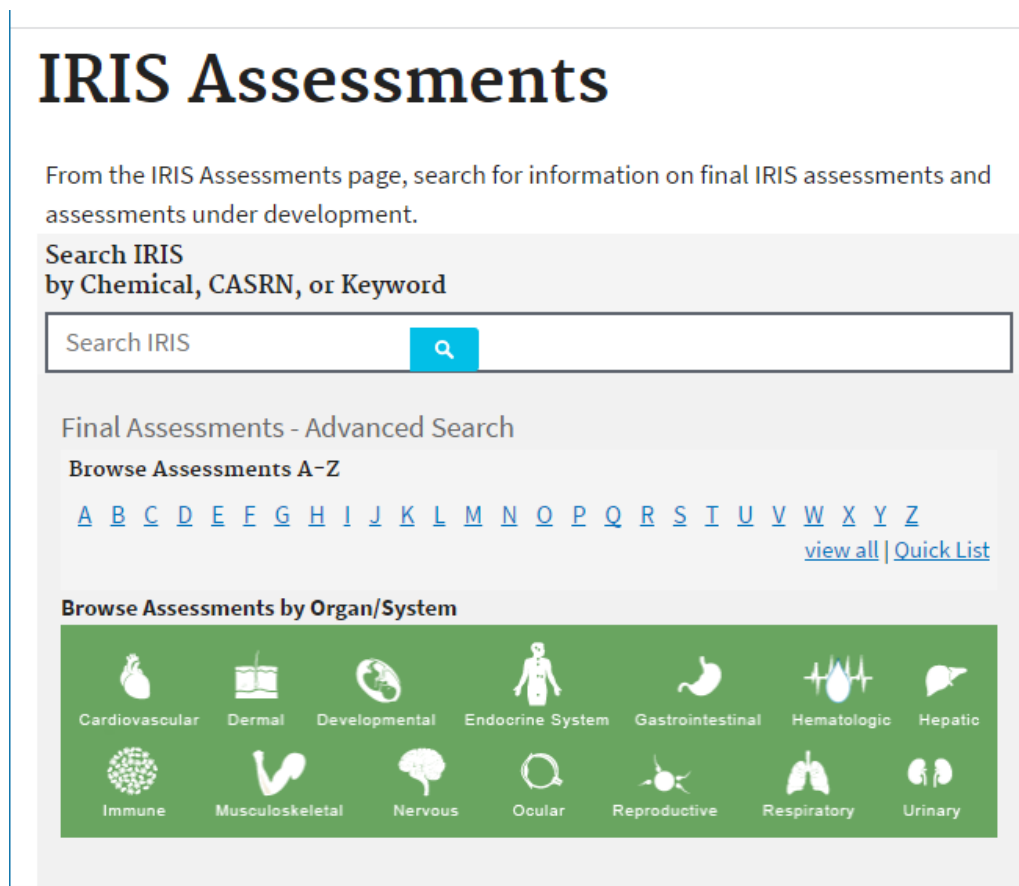 IRIS Assessments
From the IRIS Assessments page, search for information on final IRIS assessments and
assessments under development.
Search IRIS
by Chemical, CASRN, or Keyword
Search IRIS
Final Assessments - Advanced Search
Browse Assessments A-Z
A B C D E F G H I J K L M N O P Q R S T U V W X Y Z
view all | Quick List
Browse Assessments by Organ/System
Cardiovascular Dermal Developmental Endocrine System Gastrointestinal Hematologic Hepatic
Immune Musculoskeletal Nervous Ocular Reproductive Respiratory Urinary